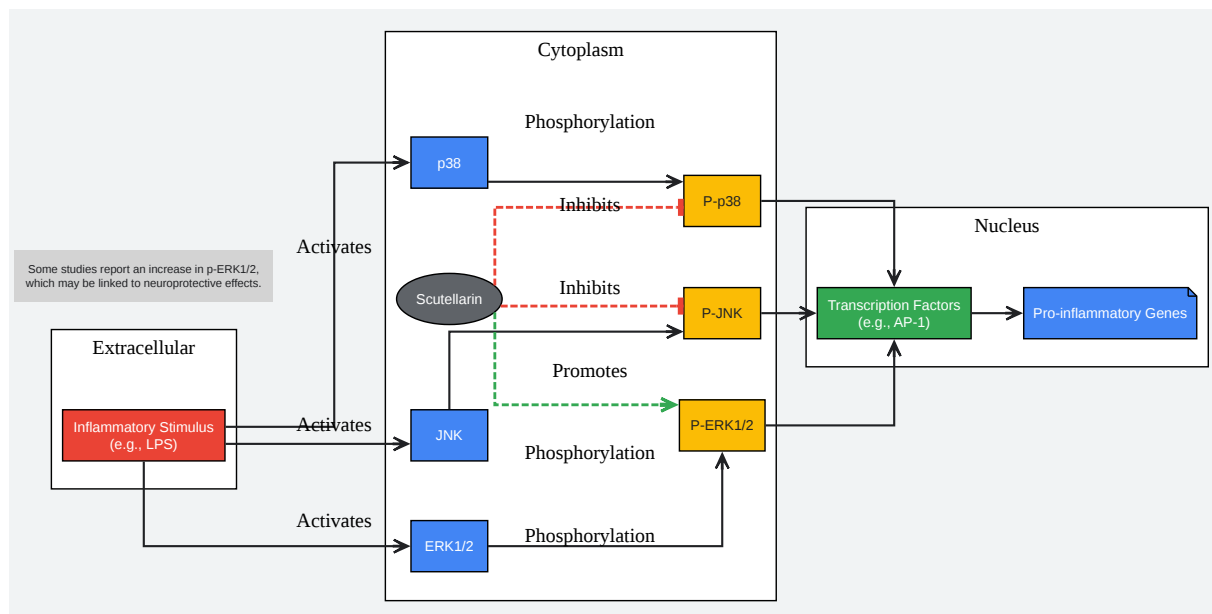 Cytoplasm
Phosphorylation
p38
P-p38
Inhibits
Nucleus
Activates
Some studies report an increase in p-ERK1/2,
which may be linked to neuroprotective effects.
Scutellarin
Inhibits
P-JNK
Transcription Factors
(e.g., AP-1)
Pro-inflammatory Genes
Extracellular
Promotes
Inflammatory Stimulus
(e.g., LPS)
Activates
JNK
P-ERK1/2
Phosphorylation
Activates
ERK1/2
Phosphorylation